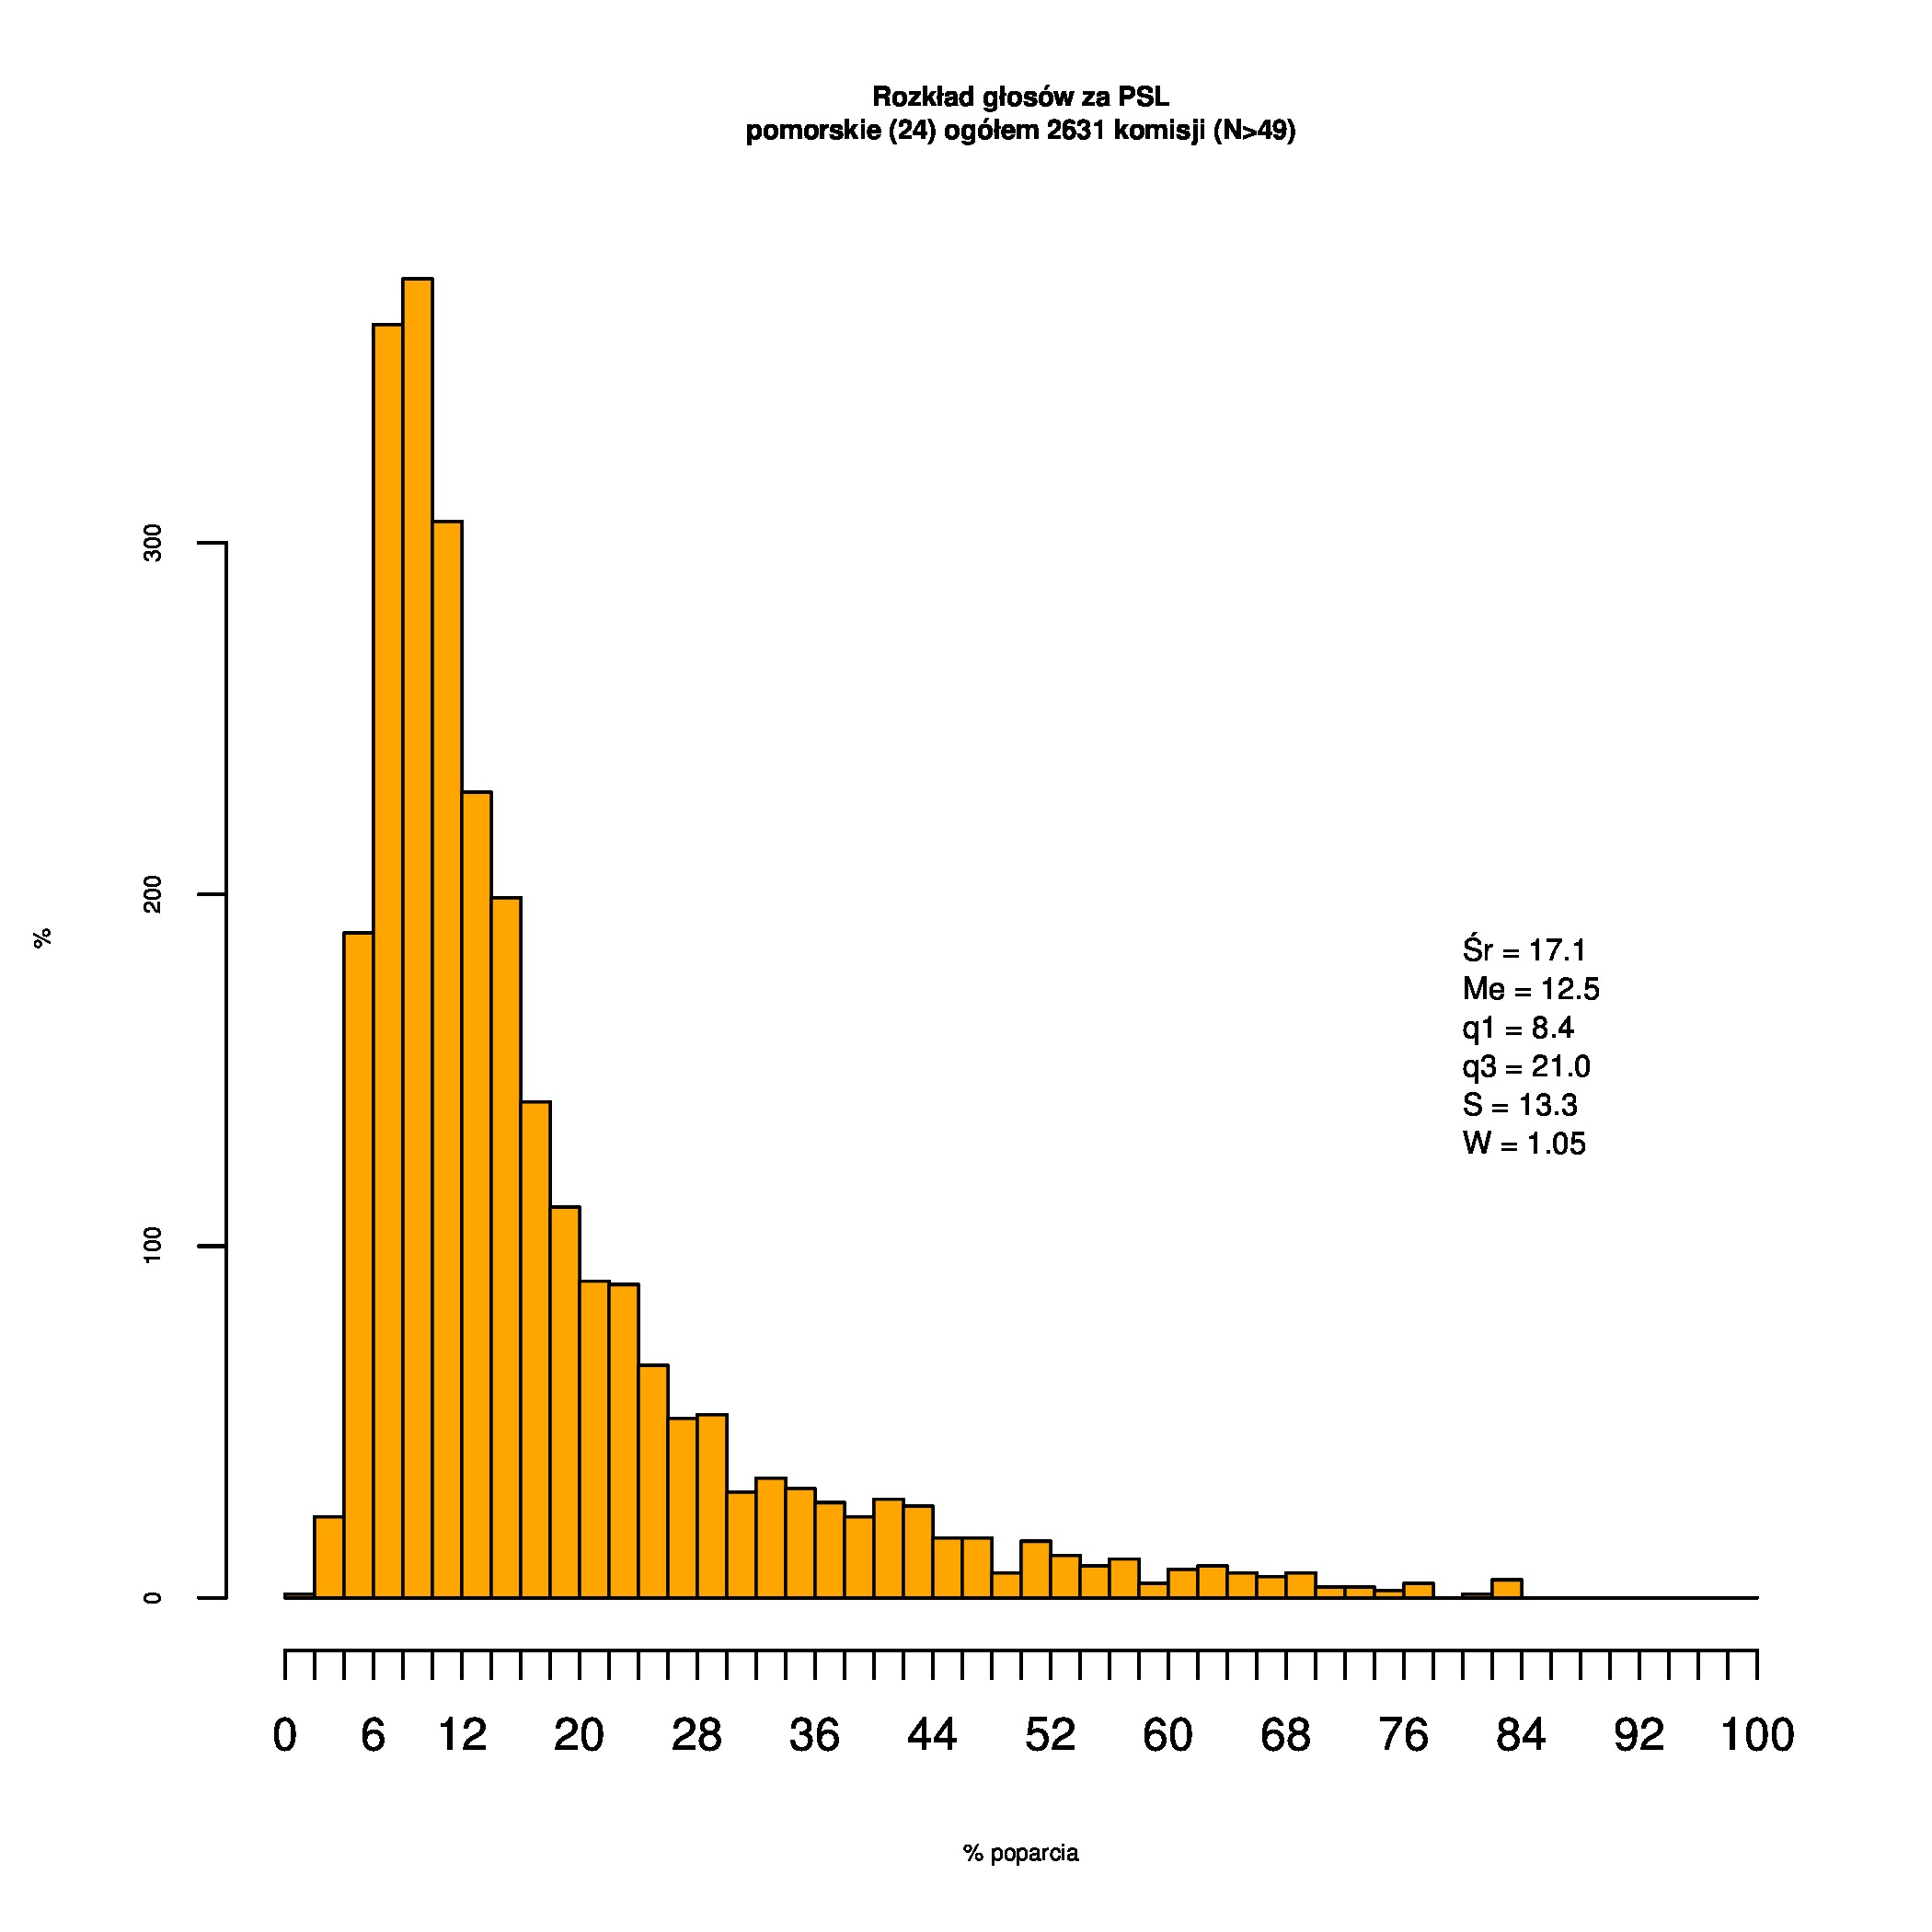 Rozkład głosów za PSL
pomorskie (24) ogółem 2631 komisji (N>49)
300
200
100
0
%
Śr = 17.1
Me = 12.5
q1 = 8.4
q3 = 21.0
S = 13.3
W = 1.05
0 6 12 20 28 36 44 52 60 68 76 84 92 100
% poparcia